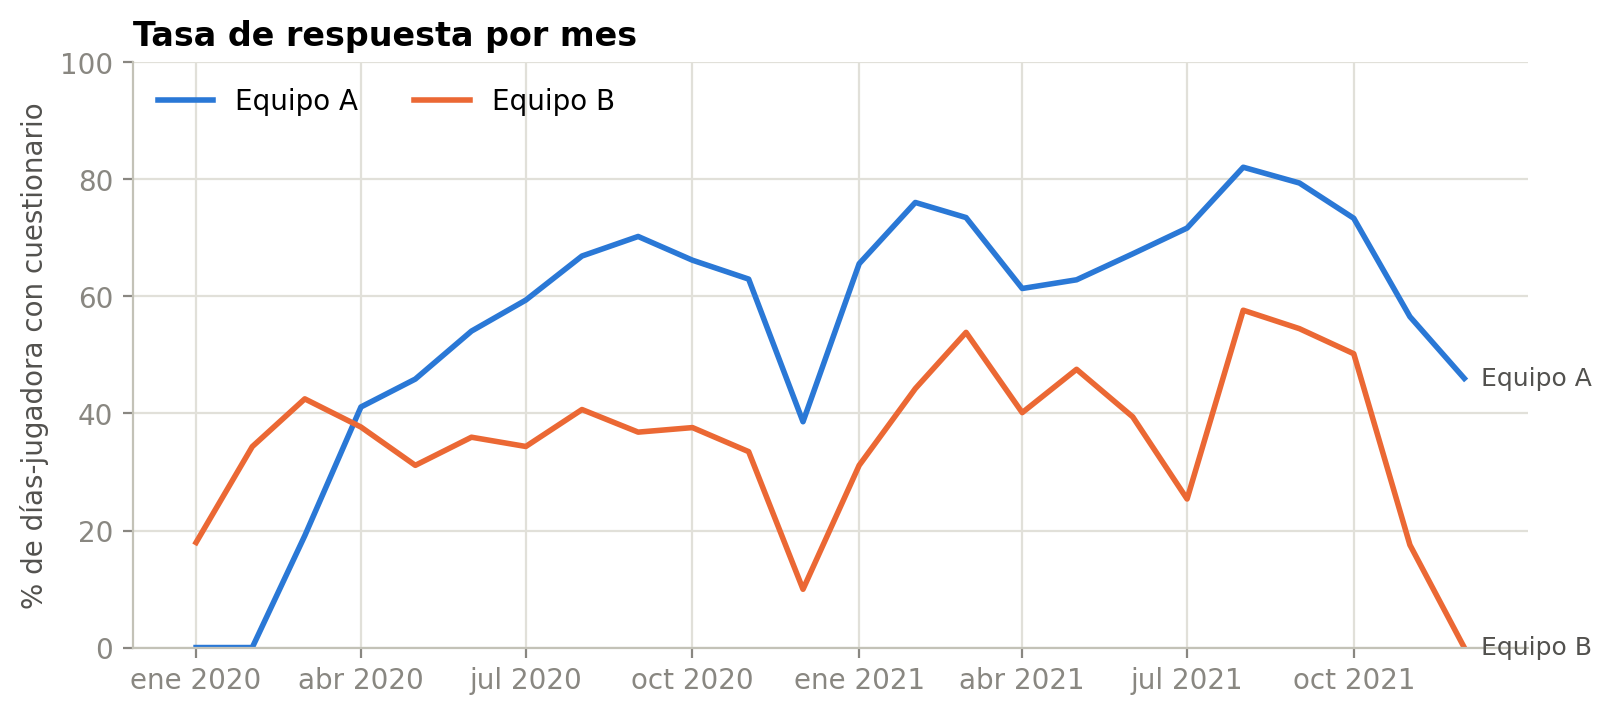 Tasa de respuesta por mes
% de días-jugadora con cuestionario
100
80
60
40
20
0
Equipo A
Equipo B
Equipo A
Equipo B
ene 2020
abr 2020
jul 2020
oct 2020
ene 2021
abr 2021
jul 2021
oct 2021